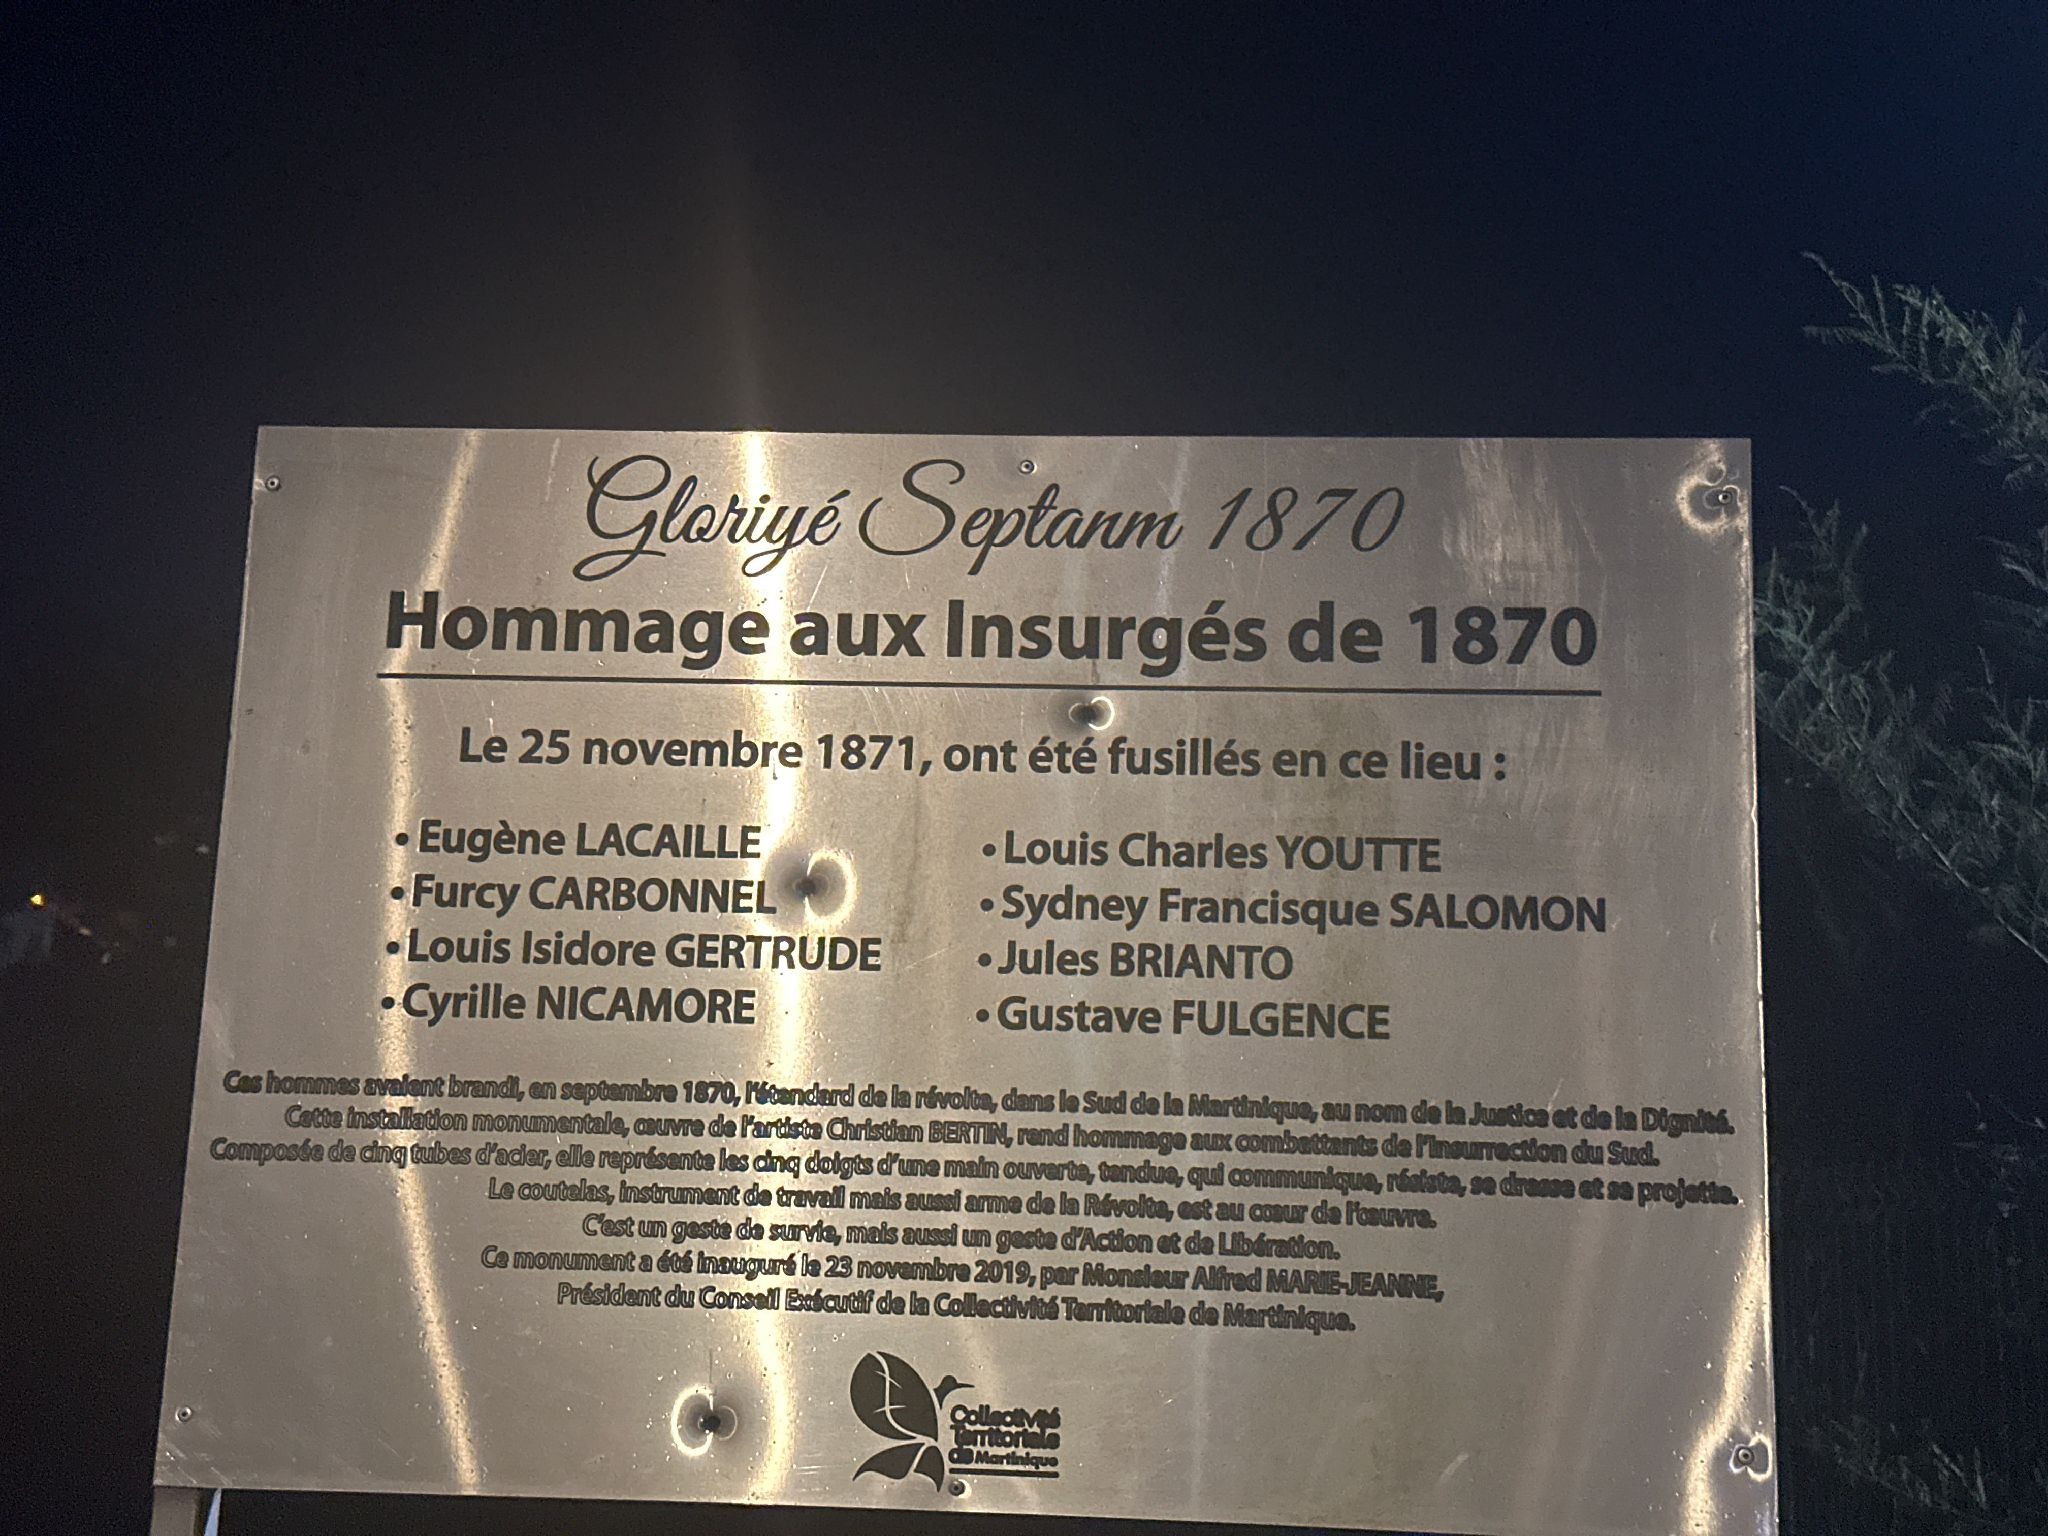 Gloriyé Septanm 1870
Hommage aux Insurgés de 1870
Le 25 novembre 1871, ont été fusillés en ce lieu :
• Eugène LACAILLE
• Furcy CARBONNEL
• Louis Isidore GERTRUDE
• Cyrille NICAMORE
• Louis Charles YOUTTE
• Sydney Francisque SALOMON
• Jules BRIANTO
• Gustave FULGENCE
Ces hommes avaient brandi, en septembre 1870, l'étendard de la révolte, dans le Sud de la Martinique, au nom de la Justice et de la Dignité.
Cette installation monumentale, œuvre de l'artiste Christian BERTIN, rend hommage aux combattants de l'Insurrection du Sud.
Composée de cinq tubes d'acier, elle représente les cinq doigts d'une main ouverte, tendue, qui communique, résiste, se dresse et se projette.
Le coutelas, instrument de travail mais aussi arme de la Révolte, est au cœur de l'œuvre.
C'est un geste de survie, mais aussi un geste d'Action et de Libération.
Ce monument a été inauguré le 23 novembre 2019, par Monsieur Alfred MARIE-JEANNE,
Président du Conseil Exécutif de la Collectivité Territoriale de Martinique.
Collectivité
Territoriale
de Martinique